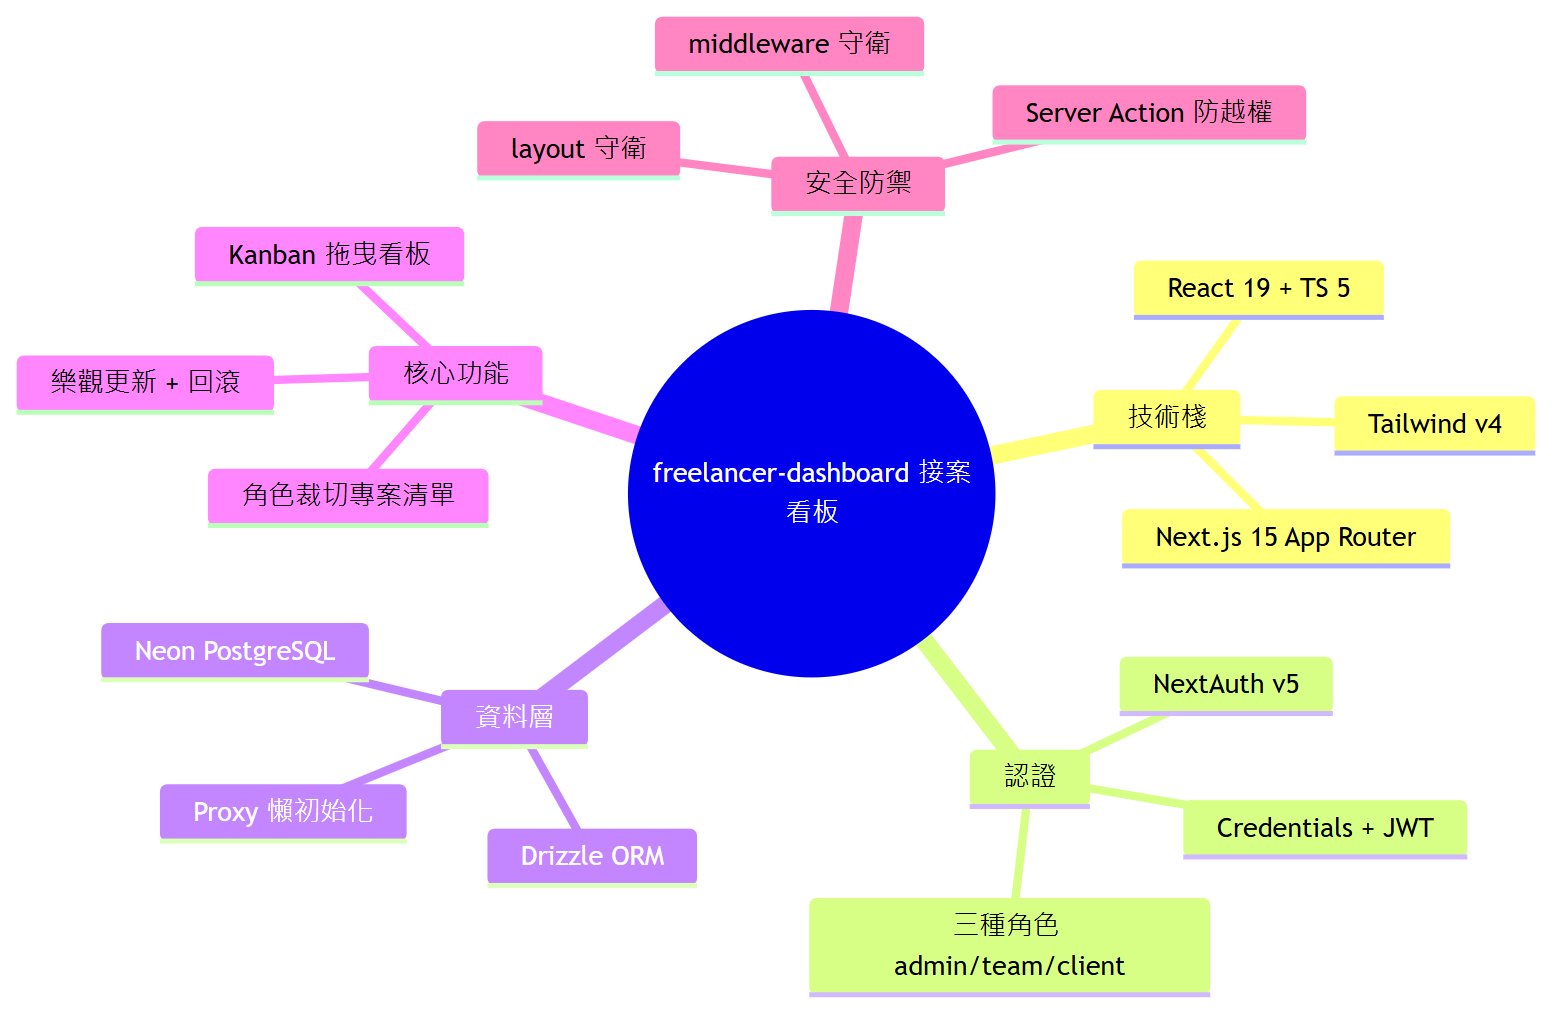 middleware 守衛
Server Action 防越權
layout 守衛
安全防禦
Kanban 拖曳看板
樂觀更新 + 回滾
核心功能
角色裁切專案清單
React 19 + TS 5
技術棧
Tailwind v4
Next.js 15 App Router
freelancer-dashboard 接案
看板
Neon PostgreSQL
資料層
Proxy 懶初始化
Drizzle ORM
NextAuth v5
認證
Credentials + JWT
三種角色
admin/team/client